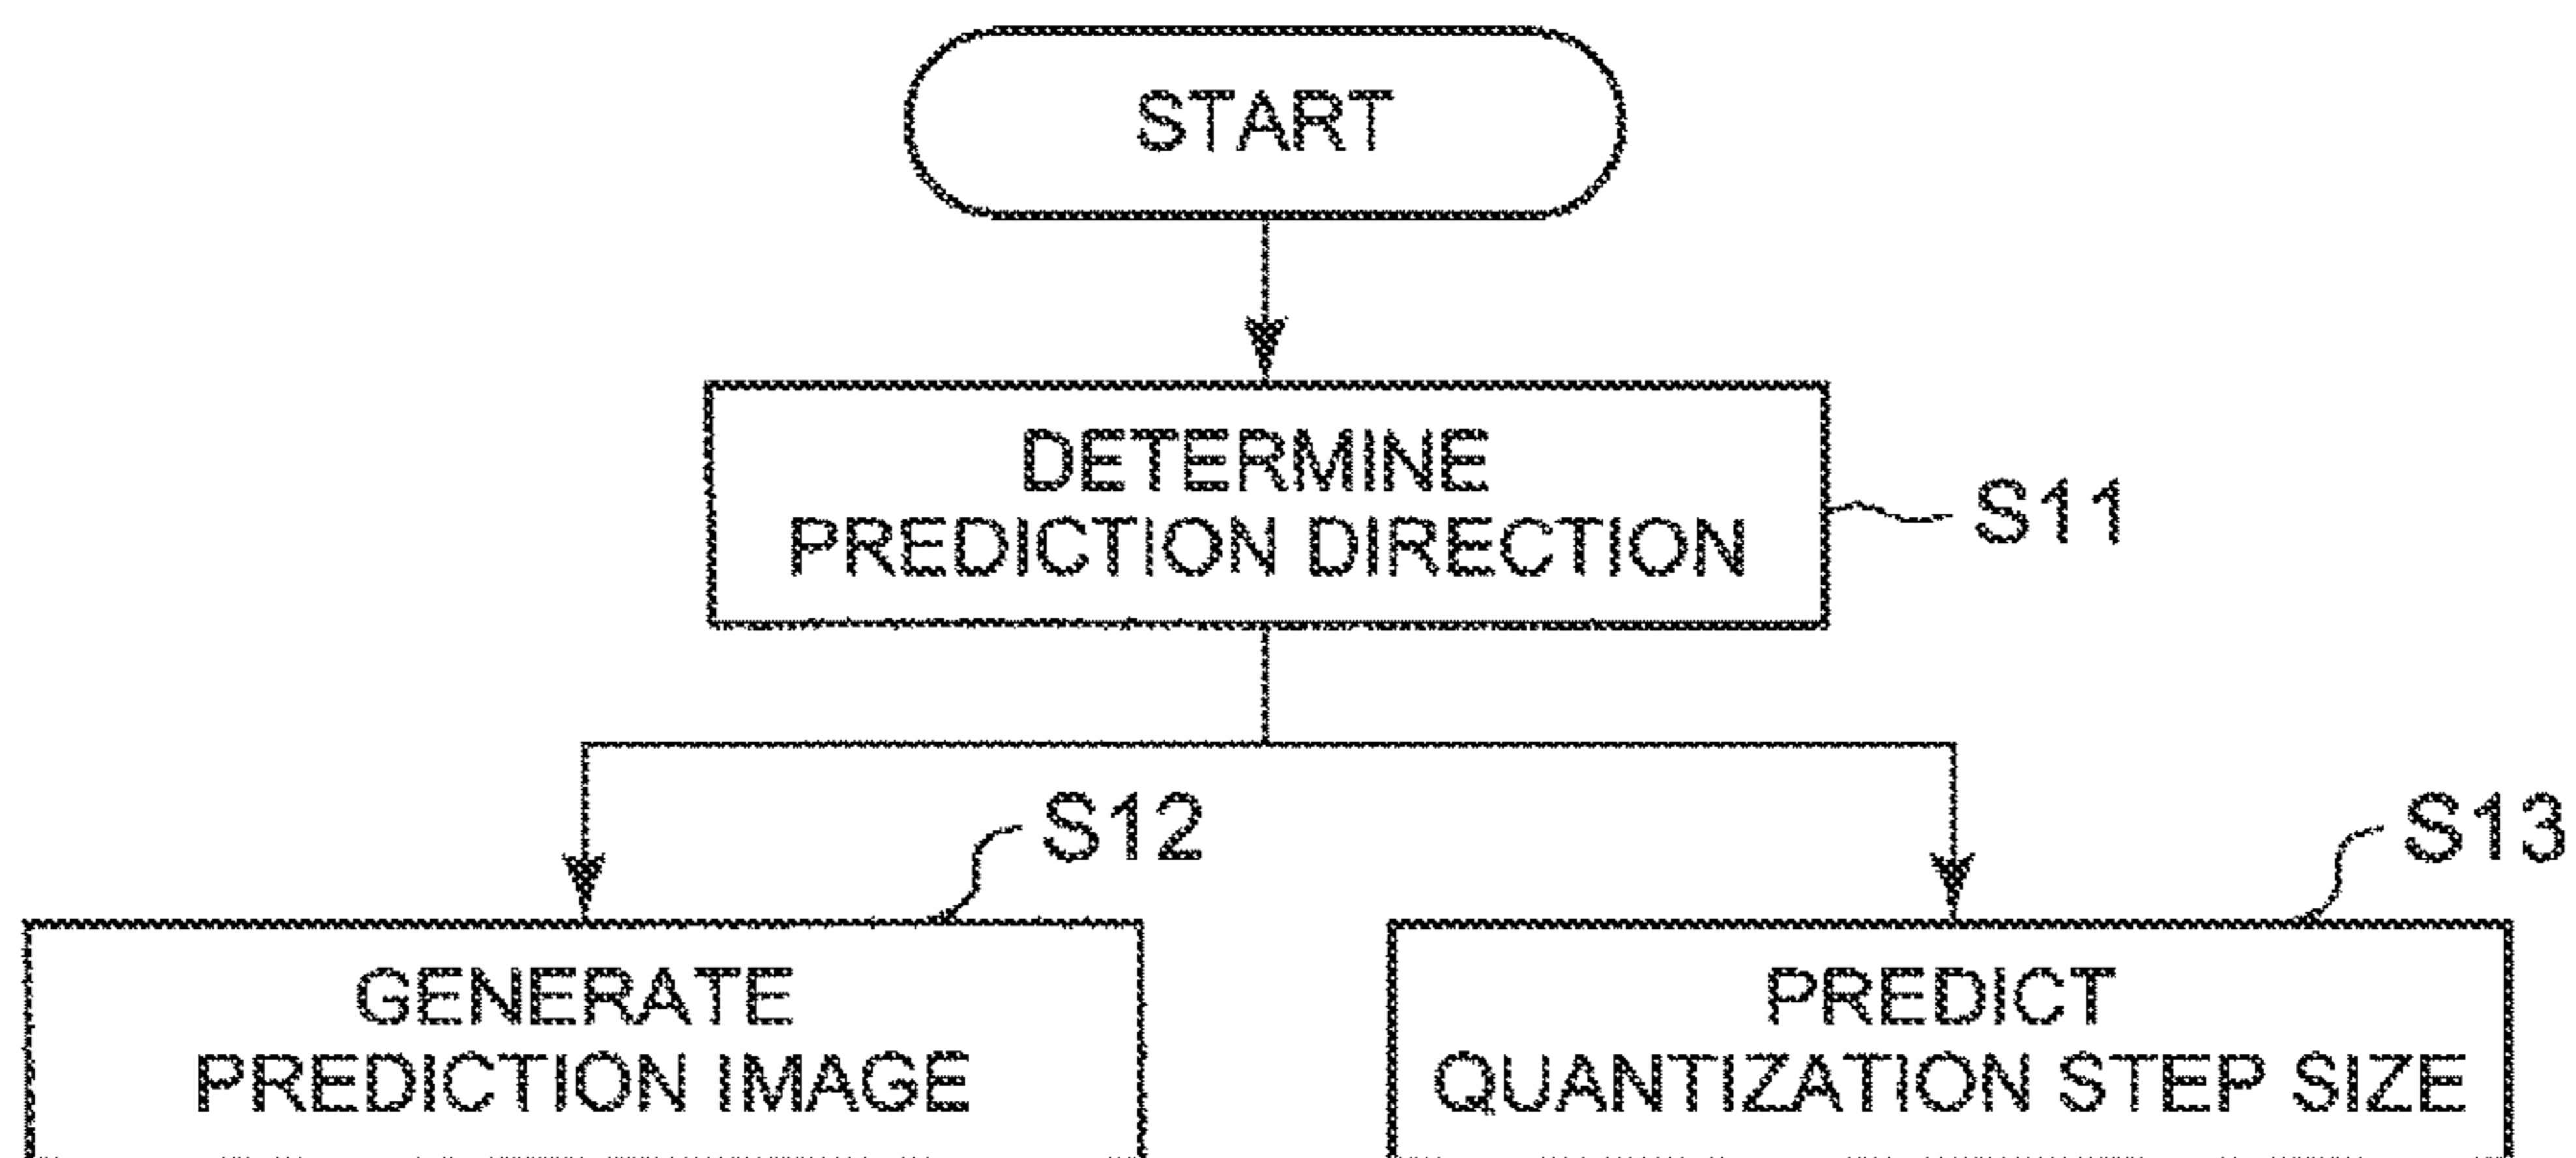 START
DETERMINE
PREDICTION DIRECTION
S11
S12
S13
GENERATE
PREDICTION IMAGE
PREDICT
QUANTIZATION STEP SIZE